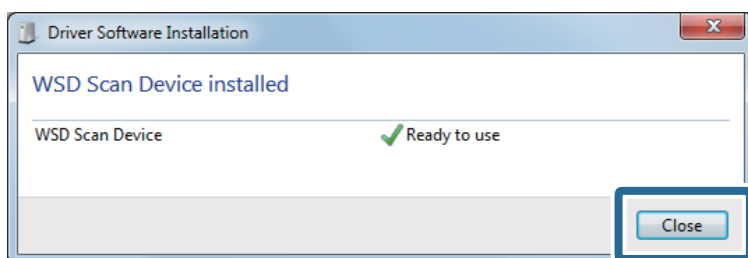 Driver Software Installation
WSD Scan Device installed
WSD Scan Device Ready to use
Close